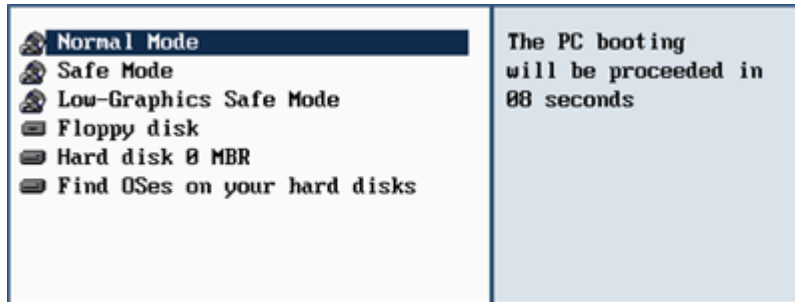 Normal Mode
Safe Mode
Low-Graphics Safe Mode
Floppy disk
Hard disk 0 MBR
Find OSes on your hard disks
The PC booting
will be proceeded in
08 seconds